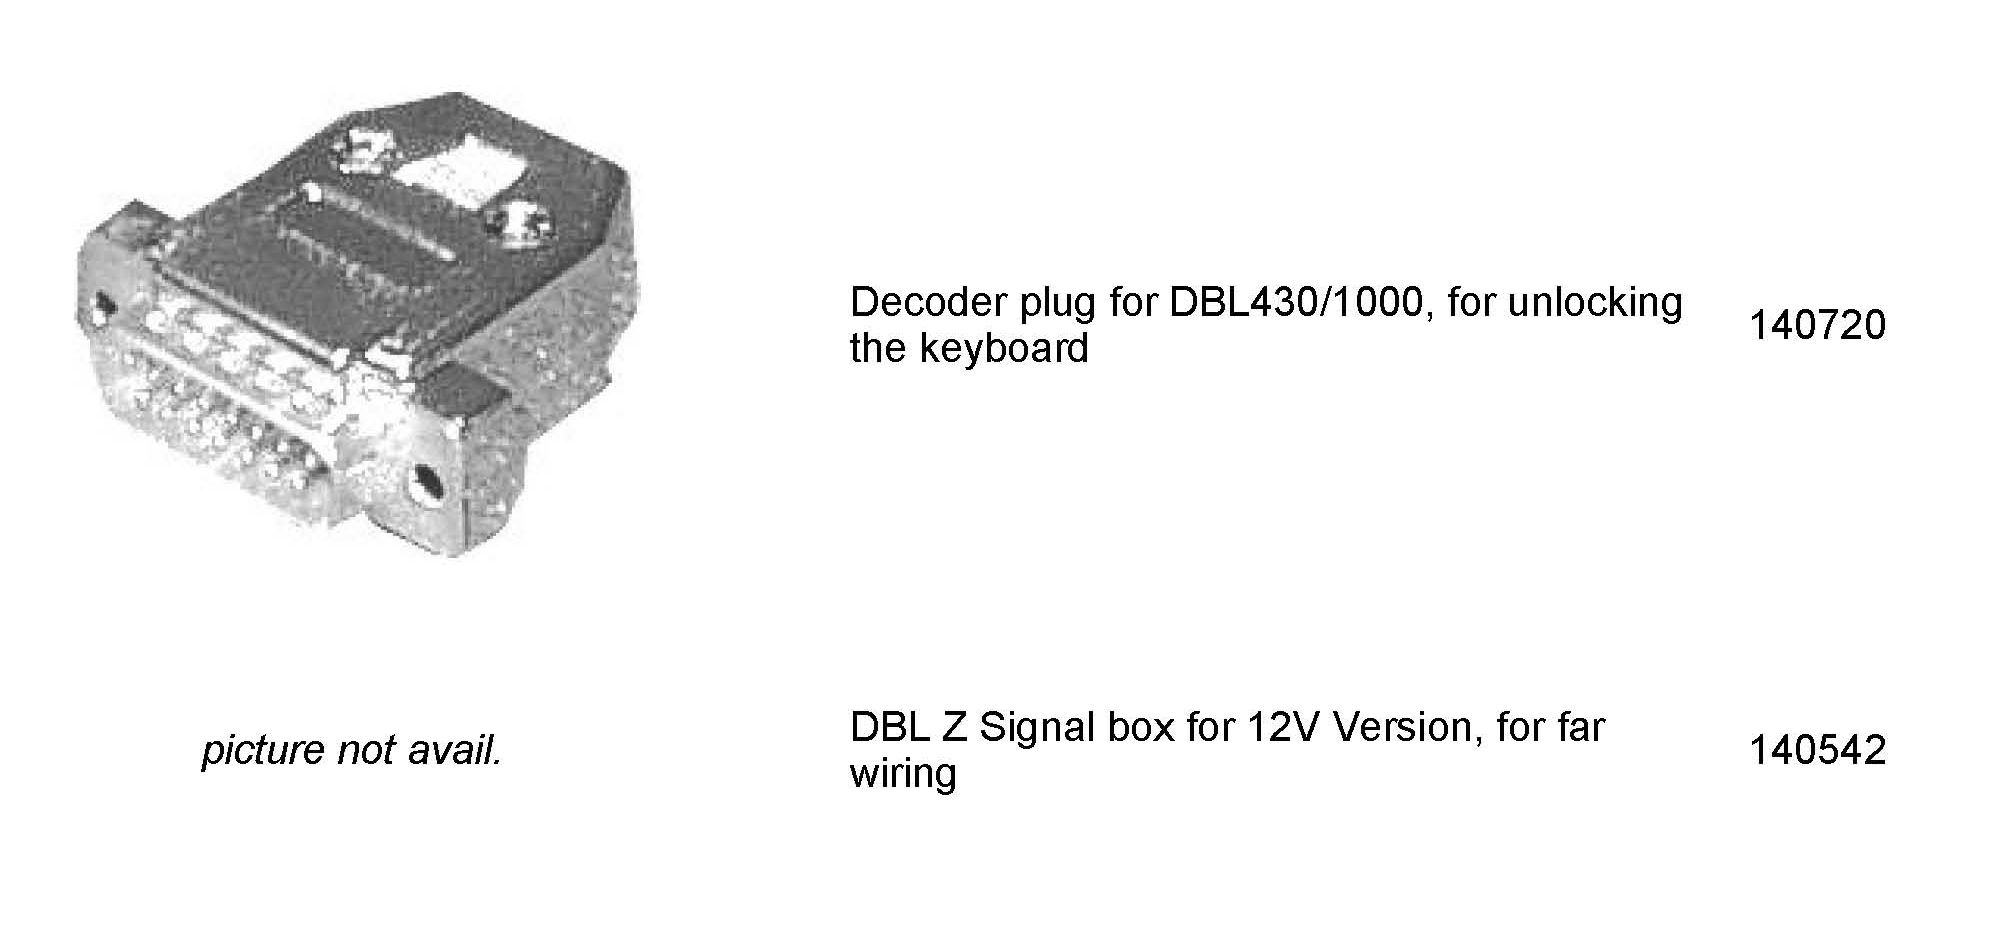 Decoder plug for DBL430/1000, for unlocking
the keyboard
140720
picture not avail.
DBL Z Signal box for 12V Version, for far
wiring
140542